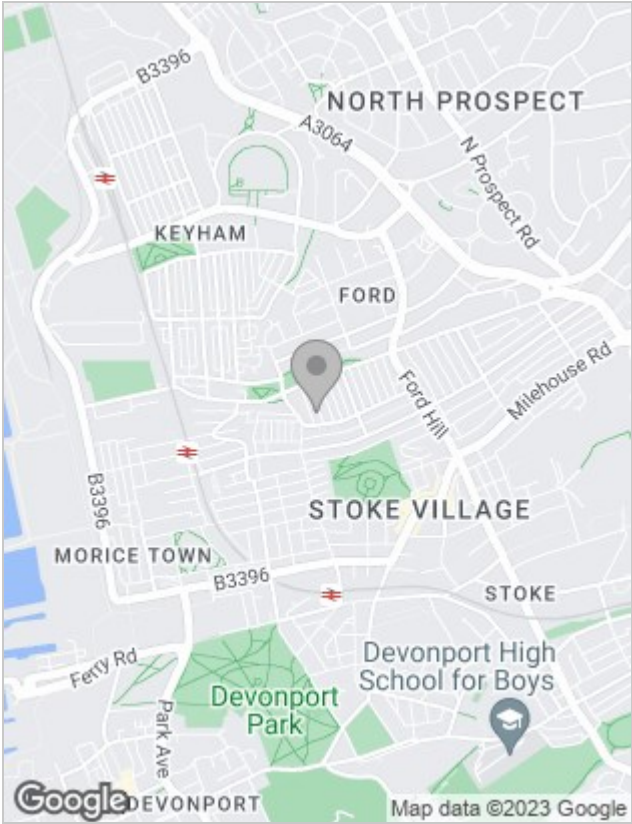 B3396
NORTH PROSPECT
A3064
N Prospect Rd
KEYHAM
FORD
Milehouse Rd
Ford Hill
B3396
STOKE VILLAGE
MORICE TOWN
B3396
STOKE
Ferry Rd
Devonport High
School for Boys
Devonport
Park
Park Ave
Google
DEVONPORT
Map data ©2023 Google